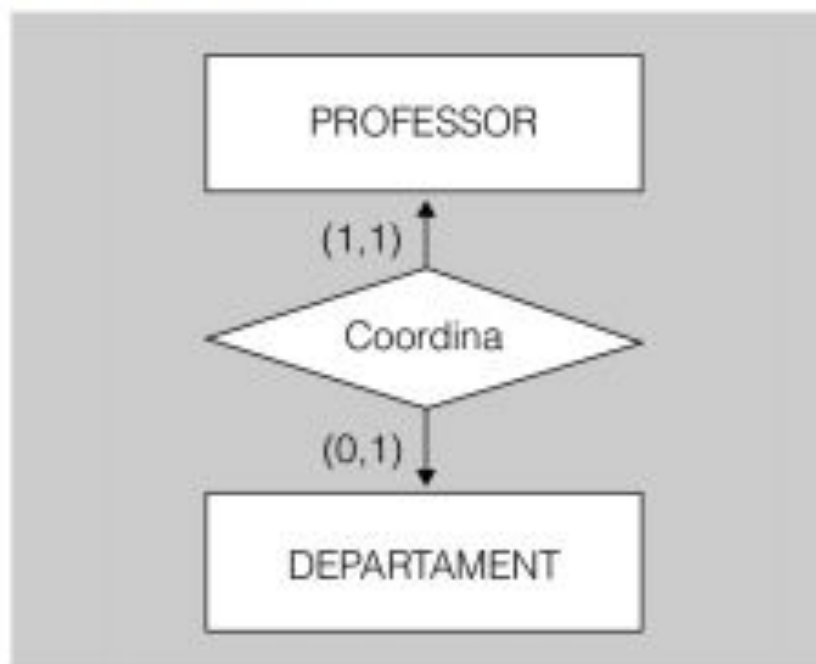 PROFESSOR
(1,1)
Coordina
(0,1)
DEPARTAMENT